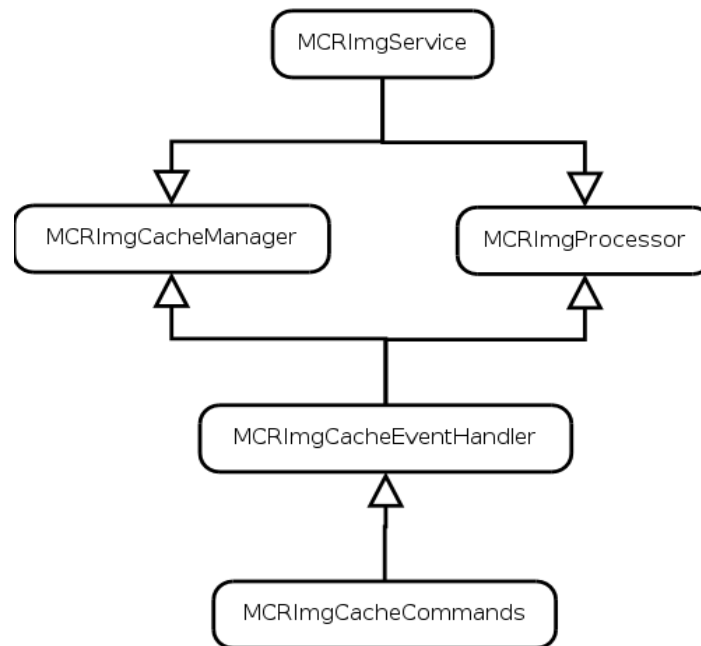 MCRImgService
MCRImgCacheManager
MCRImgProcessor
MCRImgCacheEventHandler
MCRImgCacheCommands